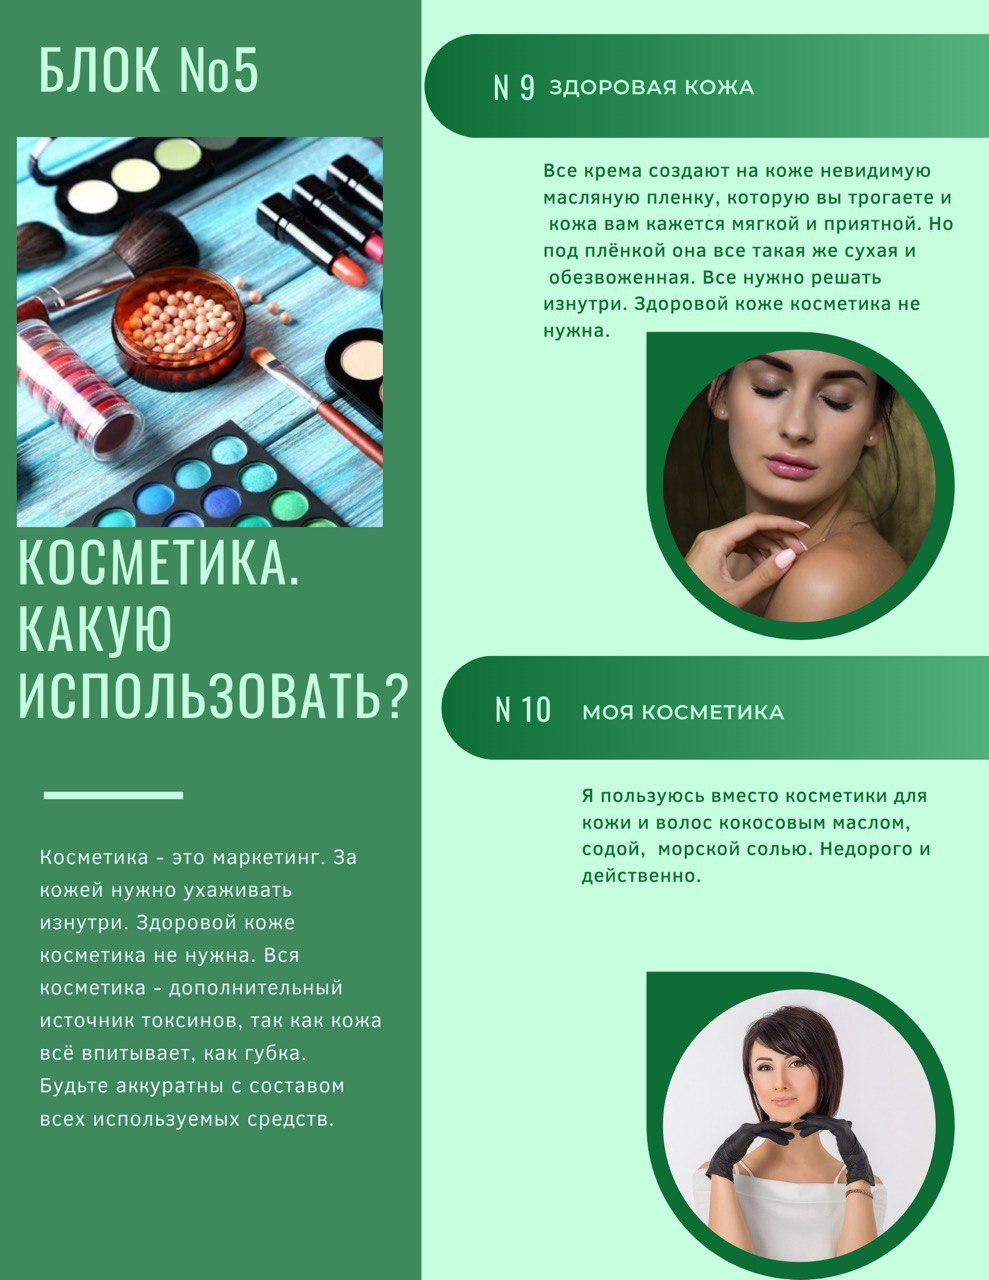 БЛОК №5
КОСМЕТИКА.
КАКУЮ
ИСПОЛЬЗОВАТЬ?
Косметика - это маркетинг. За
кожей нужно ухаживать
изнутри. Здоровой коже
косметика не нужна. Вся
косметика - дополнительный
источник токсинов, так как кожа
всё впитывает, как губка.
Будьте аккуратны с составом
всех используемых средств.
N 9 ЗДОРОВАЯ КОЖА
Все крема создают на коже невидимую
масляную пленку, которую вы трогаете и
кожа вам кажется мягкой и приятной. Но
под плёнкой она все такая же сухая и
обезвоженная. Все нужно решать
изнутри. Здоровой коже косметика не
нужна.
N 10 МОЯ КОСМЕТИКА
Я пользуюсь вместо косметики для
кожи и волос кокосовым маслом,
содой, морской солью. Недорого и
действенно.